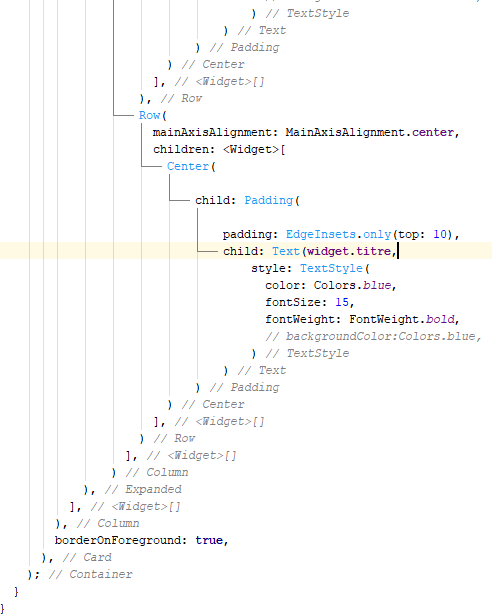 ) // TextStyle
) // Text
) // Padding
) // Center
], // <Widget>[]
), // Row
Row(
mainAxisAlignment: MainAxisAlignment.center,
children: <Widget>[
Center(
child: Padding(
padding: EdgeInsets.only(top: 10),
child: Text(widget.titre,
style: TextStyle(
color: Colors.blue,
fontSize: 15,
fontWeight: FontWeight.bold,
// backgroundColor:Colors.blue,
) // TextStyle
) // Text
) // Padding
) // Center
], // <Widget>[]
) // Row
], // <Widget>[]
) // Column
), // Expanded
], // <Widget>[]
), // Column
borderOnForeground: true,
), // Card
); // Container
}
}